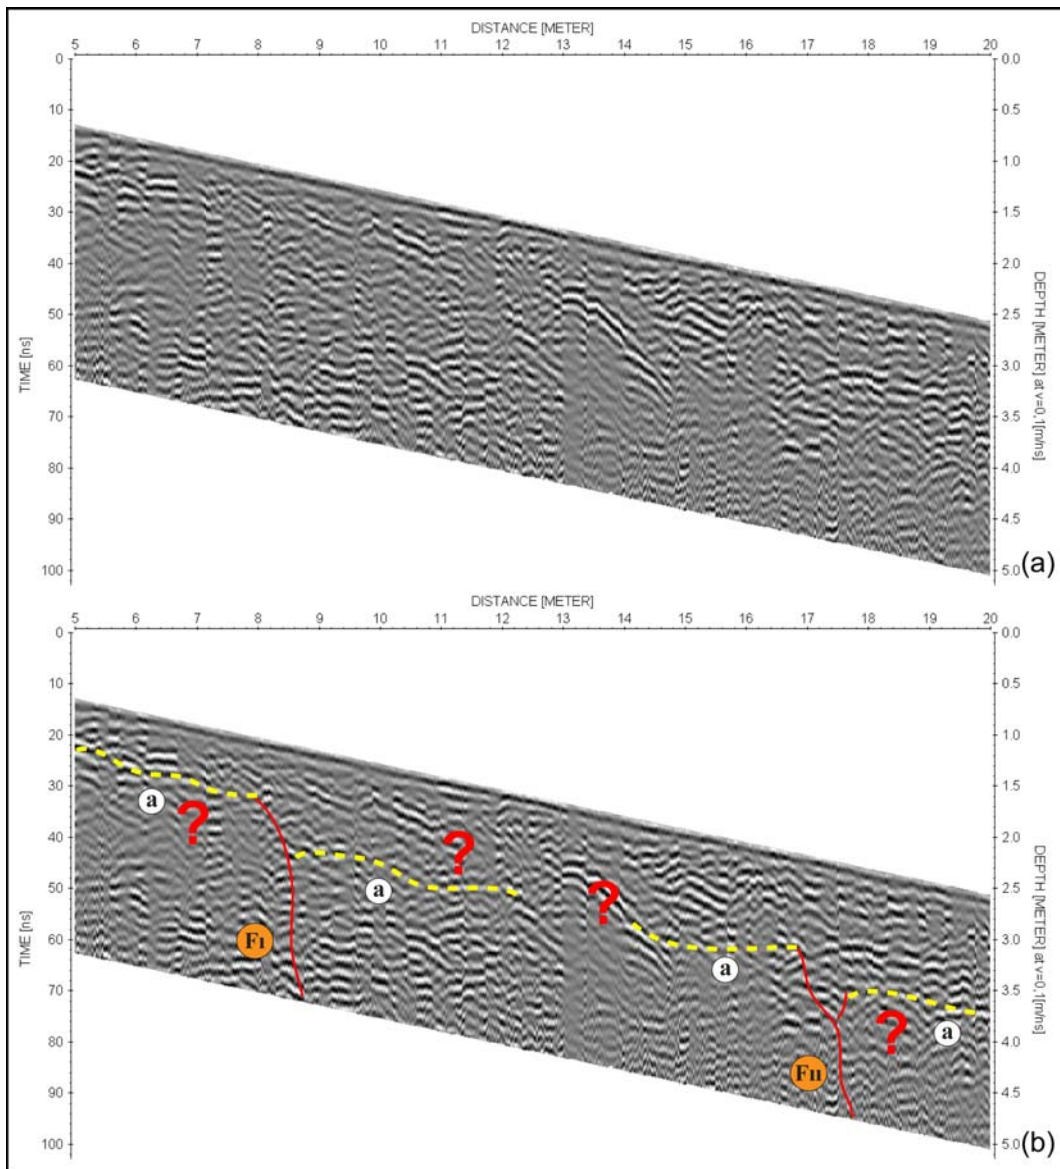 DISTANCE [METER]
5 6 7 8 9 10 11 12 13 14 15 16 17 18 19 20
0 0.0
10 0.5
20 1.0
30 1.5
40 2.0
50 2.5
60 3.0
70 3.5
80 4.0
90 4.5
100 5.0
TIME [ns]
DEPTH [METER] at v=0,1[m/ns]
(a)
DISTANCE [METER]
5 6 7 8 9 10 11 12 13 14 15 16 17 18 19 20
0 0.0
10 0.5
20 1.0
30 1.5
40 2.0
50 2.5
60 3.0
70 3.5
80 4.0
90 4.5
100 5.0
TIME [ns]
DEPTH [METER] at v=0,1[m/ns]
a
?
?
a
?
FI
a
?
a
FII
(b)